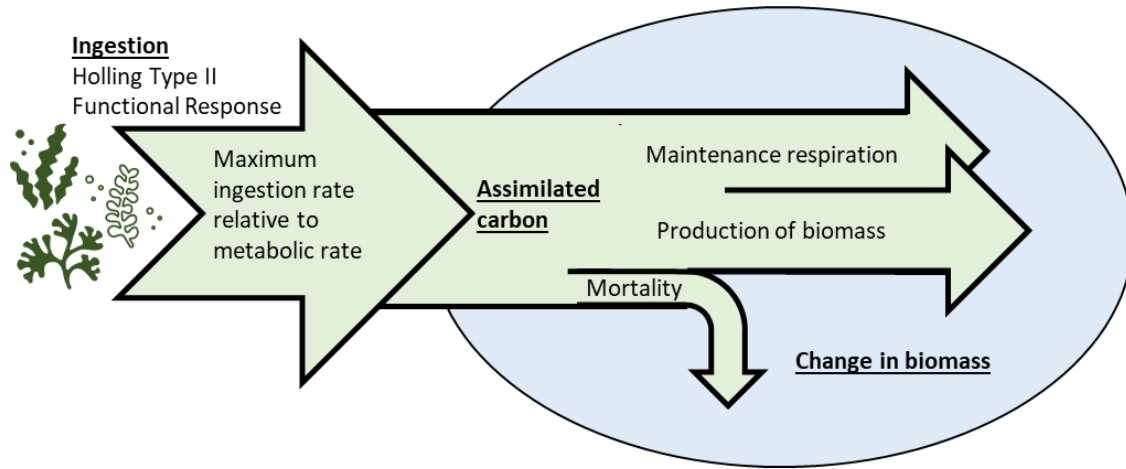 Ingestion
Holling Type II
Functional Response
Maximum
ingestion rate
relative to
metabolic rate
Assimilated
carbon
Maintenance respiration
Production of biomass
Mortality
Change in biomass